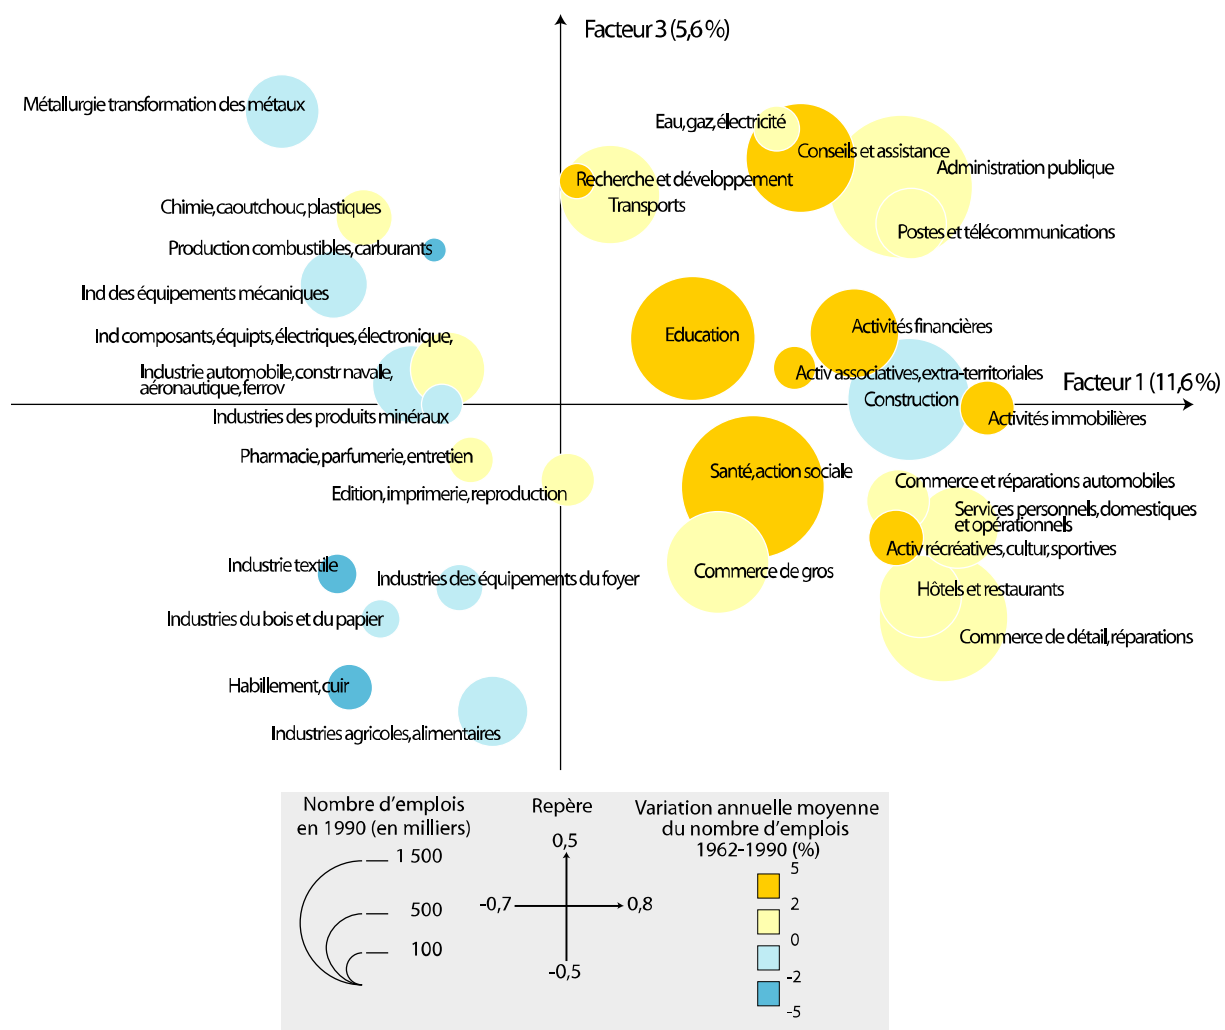 Facteur 3 (5,6 %)
Métallurgie transformation des métaux
Eau, gaz, électricité
Conseils et assistance
Administration publique
Recherche et développement
Transports
Chimie, caoutchouc, plastiques
Postes et télécommunications
Production combustibles, carburants
Ind des équipements mécaniques
Ind composants, équipts, électriques, électronique,
Education
Activités financières
Industrie automobile, constr navale,
aéronautique, ferrov
Activ associatives, extra-territoriales
Facteur 1 (11,6 %)
Construction
Industries des produits minéraux
Activités immobilières
Pharmacie, parfumerie, entretien
Santé, action sociale
Commerce et réparations automobiles
Edition, imprimerie, reproduction
Services personnels, domestiques
et opérationnels
Activ récréatives, cultur, sportives
Industrie textile
Industries des équipements du foyer
Commerce de gros
Hôtels et restaurants
Industries du bois et du papier
Commerce de détail, réparations
Habillement, cuir
Industries agricoles, alimentaires
Nombre d'emplois
en 1990 (en milliers)
1 500
500
100
Repère
0,5
-0,7
0,8
-0,5
Variation annuelle moyenne
du nombre d'emplois
1962-1990 (%)
5
2
0
-2
-5